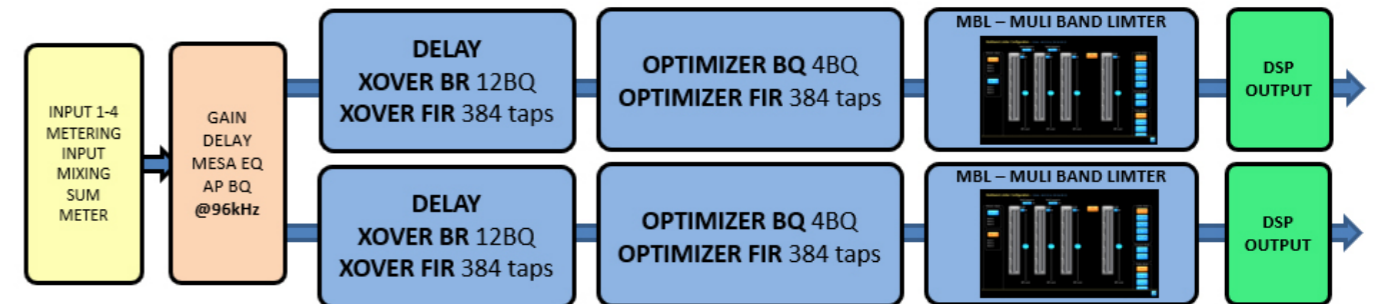 INPUT 1-4
METERING
INPUT
MIXING
SUM
METER
GAIN
DELAY
MESA EQ
AP BQ
@96kHz
DELAY
XOVER BR 12BQ
XOVER FIR 384 taps
OPTIMIZER BQ 4BQ
OPTIMIZER FIR 384 taps
MBL – MULI BAND LIMTER
DSP
OUTPUT
DELAY
XOVER BR 12BQ
XOVER FIR 384 taps
OPTIMIZER BQ 4BQ
OPTIMIZER FIR 384 taps
MBL – MULI BAND LIMTER
DSP
OUTPUT